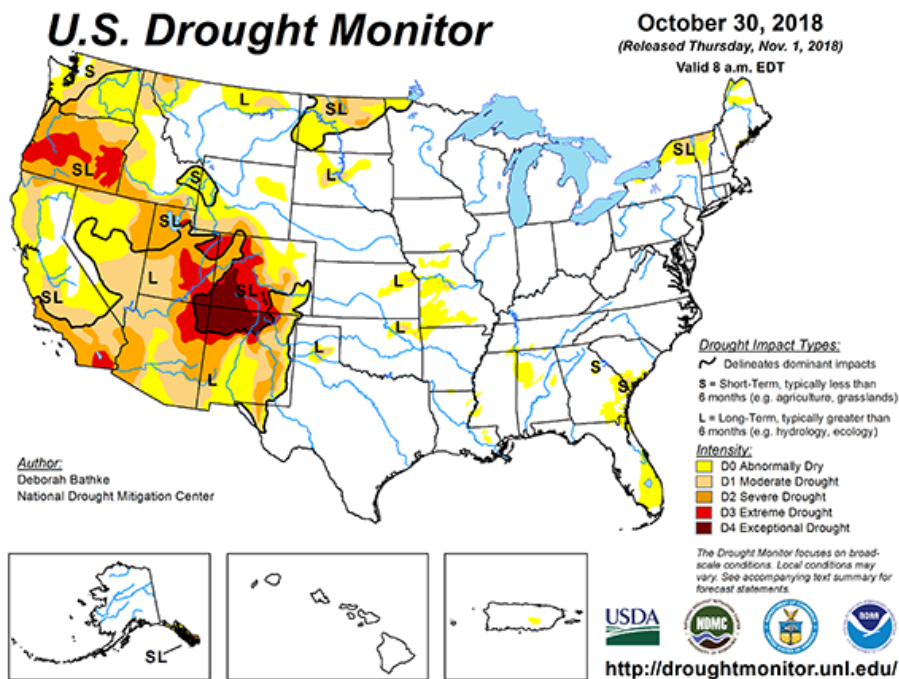 U.S. Drought Monitor
October 30, 2018
(Released Thursday, Nov. 1, 2018)
Valid 8 a.m. EDT
S
L
SL
SL
SL
S
L
SL
SL
L
SL
L
SL
L
L
L
S
S
Drought Impact Types:
Delineates dominant impacts
S = Short-Term, typically less than
6 months (e.g. agriculture, grasslands)
L = Long-Term, typically greater than
6 months (e.g. hydrology, ecology)
Intensity:
D0 Abnormally Dry
D1 Moderate Drought
D2 Severe Drought
D3 Extreme Drought
D4 Exceptional Drought
Author:
Deborah Bathke
National Drought Mitigation Center
The Drought Monitor focuses on broad-
scale conditions. Local conditions may
vary. See accompanying text summary for
forecast statements.
SL
USDA
NDMC
http://droughtmonitor.unl.edu/